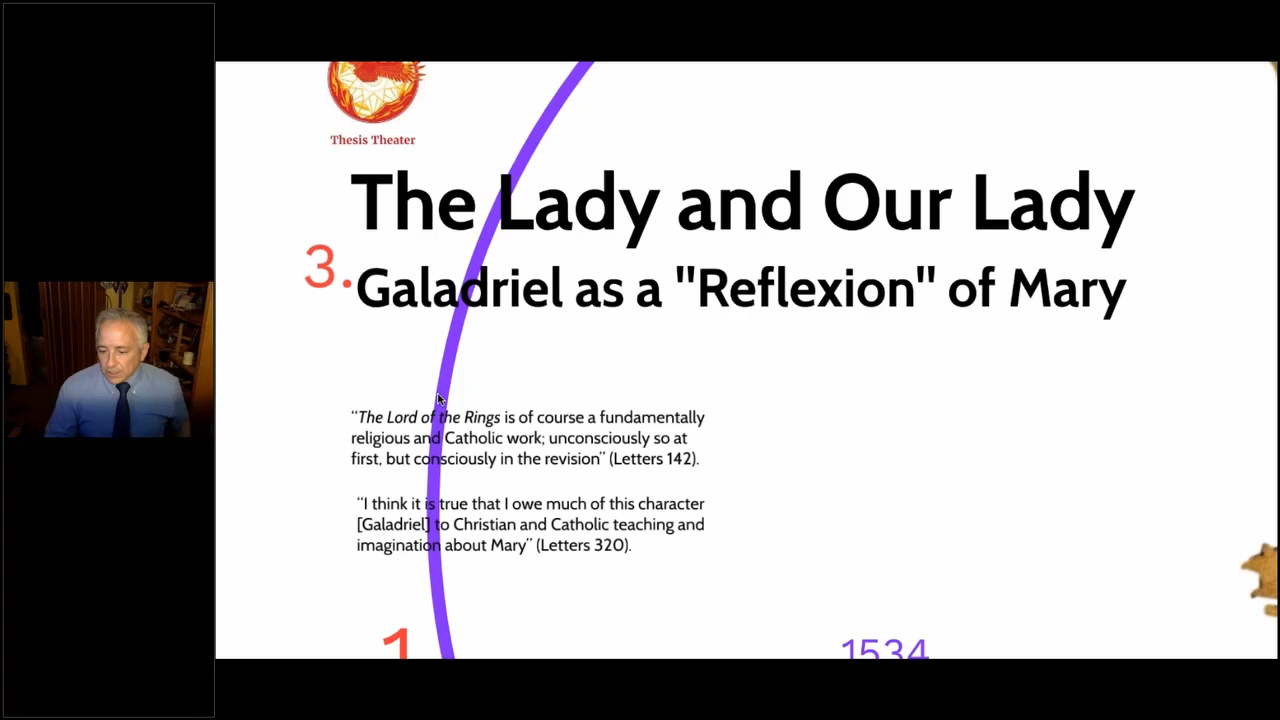 Thesis Theater
The Lady and Our Lady
3.
Galadriel as a "Reflexion" of Mary
“The Lord of the Rings is of course a fundamentally
religious and Catholic work; unconsciously so at
first, but consciously in the revision” (Letters 142).
“I think it is true that I owe much of this character
[Galadriel] to Christian and Catholic teaching and
imagination about Mary” (Letters 320).
1
1534